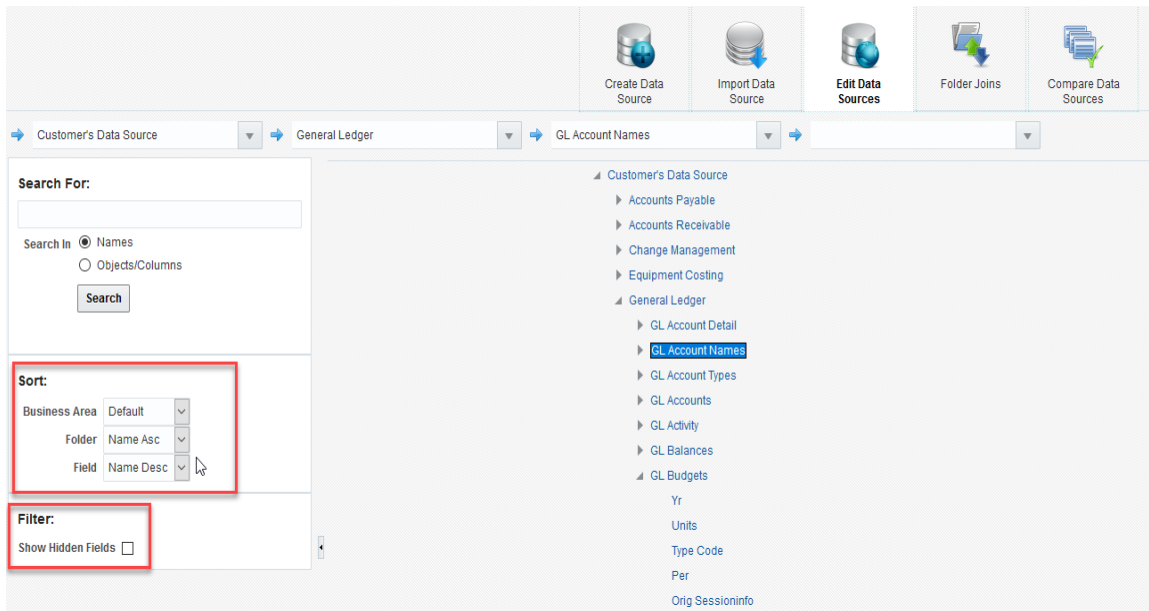 Create Data
Source
Import Data
Source
Edit Data
Sources
Folder Joins
Compare Data
Sources
Customer's Data Source
General Ledger
GL Account Names
Search For:
Search In
Names
Objects/Columns
Search
Sort:
Business Area Default
Folder Name Asc
Field Name Desc
Filter:
Show Hidden Fields
Customer's Data Source
Accounts Payable
Accounts Receivable
Change Management
Equipment Costing
General Ledger
GL Account Detail
GL Account Names
GL Account Types
GL Accounts
GL Activity
GL Balances
GL Budgets
Yr
Units
Type Code
Per
Orig Sessioninfo